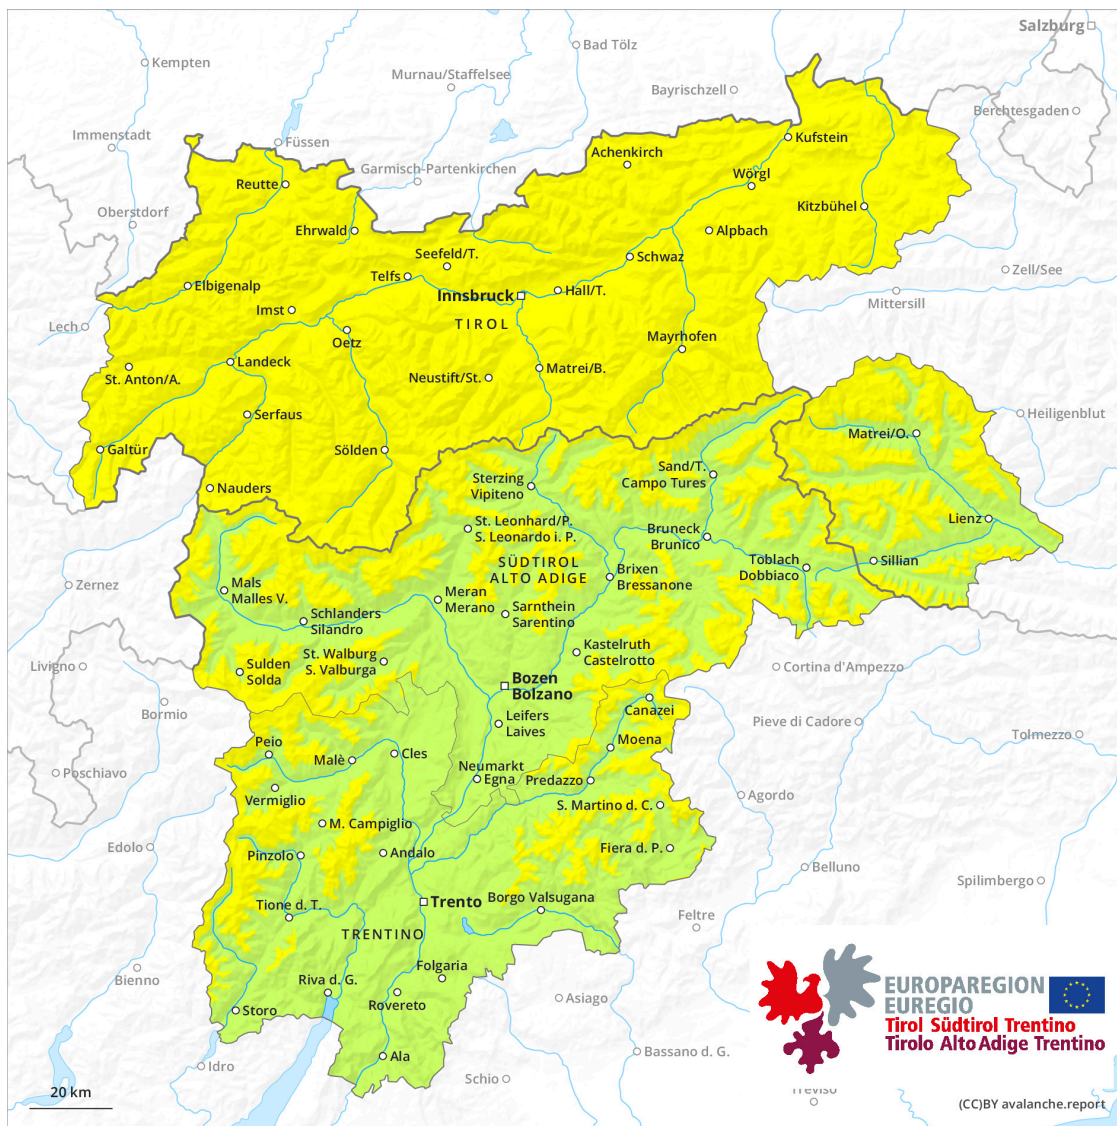 Salzburg
Bad Tölz
Kempten
Murnau/Staffelsee
Bayrischzell
Berchtesgaden
Immenstadt
Füssen
Kufstein
Achenkirch
Garmisch-Partenkirchen
Wörgl
Reutte
Oberstdorf
Kitzbühel
Ehrwald
Alpbach
Seefeld/T.
Schwaz
Telfs
Zell/See
Elbigenalp
Hall/T.
Innsbruck
Mittersill
Imst
TIROL
Lech
Oetz
Mayrhofen
Landeck
Matrei/B.
St. Anton/A.
Neustift/St.
Serfaus
Heiligenblut
Matrei/O.
Galtür
Sölden
Sterzing
Vipiteno
Sand/T.
Campo Tures
Nauders
Lienz
St. Leonhard/P.
S. Leonardo i. P.
Bruneck
Brunico
SÜDTIROL
ALTO ADIGE
Toblach
Dobbiaco
Sillian
Brixen
Bressanone
Zernez
Mals
Malles V.
Meran
Merano
Schlanders
Silandro
Sarnthein
Sarentino
Kastelruth
Castelrotto
St. Walburg
S. Valburga
Livigno
Sulden
Solda
Cortina d'Ampezzo
Bozen
Bolzano
Bormio
Canazei
Leifers
Laives
Pieve di Cadore
Tolmezzo
Peio
Moena
Cles
Malè
Poschiavo
Neumarkt
Egna
Predazzo
Vermiglio
Agordo
S. Martino d. C.
M. Campiglio
Edolo
Pinzolo
Andalo
Fiera d. P.
Belluno
Spilimbergo
Tione d. T.
Trento
Borgo Valsugana
Feltre
TRENTINO
Bienno
Folgaria
Riva d. G.
Rovereto
Asiago
Storo
EUROPAREGION
EUREGIO
Tirol Südtirol Trentino
Tirolo Alto Adige Trentino
Ala
Bassano d. G.
Idro
Schio
Treviso
20 km
(CC)BY avalanche.report